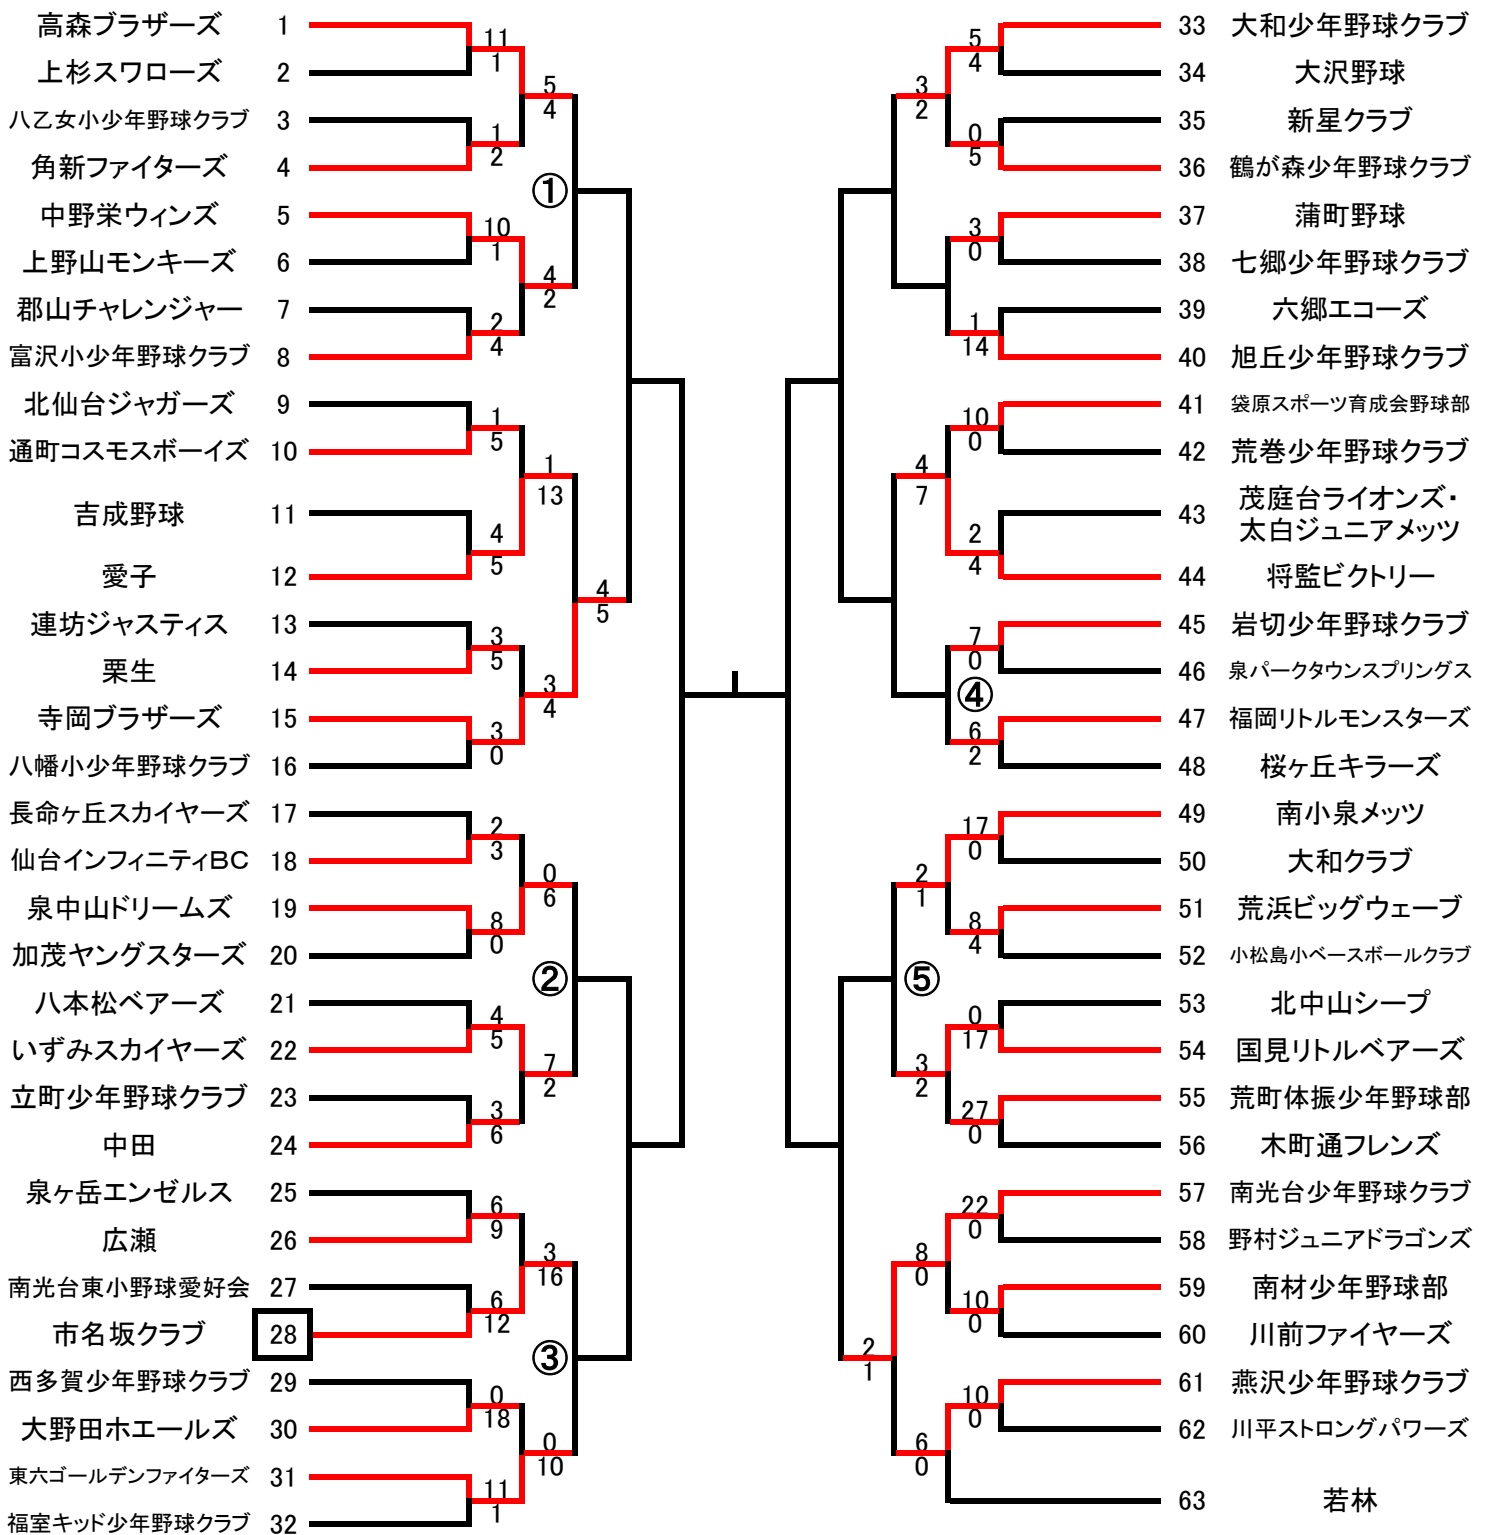 高森ブラザーズ 1
上杉スワローズ 2
八乙女小少年野球クラブ 3
角新ファイターズ 4
中野栄ウィンズ 5
上野山モンキーズ 6
郡山チャレンジャー 7
富沢小少年野球クラブ 8
北仙台ジャガーズ 9
通町コスモスボーイズ 10
吉成野球 11
愛子 12
連坊ジャスティス 13
栗生 14
寺岡ブラザーズ 15
八幡小少年野球クラブ 16
長命ヶ丘スカイヤーズ 17
仙台インフィニティBC 18
泉中山ドリームズ 19
加茂ヤングスターズ 20
八本松ベアーズ 21
いずみスカイヤーズ 22
立町少年野球クラブ 23
中田 24
泉ヶ岳エンゼルス 25
広瀬 26
南光台東小野球愛好会 27
市名坂クラブ 28
西多賀少年野球クラブ 29
大野田ホエールズ 30
東六ゴールデンファイターズ 31
福室キッド少年野球クラブ 32
11
1
1
2
10
1
2
4
1
5
4
5
3
5
3
0
2
3
8
0
4
5
3
6
6
9
6
12
0
18
11
1
5
4
4
2
1
13
3
4
0
6
7
2
3
16
0
10
①
②
③
4
5
3
2
4
7
2
1
3
2
8
0
6
0
2
1
④
⑤
5
4
0
5
3
0
1
14
10
0
2
4
7
0
6
2
17
0
8
4
0
17
27
0
22
0
10
0
10
0
33 大和少年野球クラブ
34 大沢野球
35 新星クラブ
36 鶴が森少年野球クラブ
37 蒲町野球
38 七郷少年野球クラブ
39 六郷エコーズ
40 旭丘少年野球クラブ
41 袋原スポーツ育成会野球部
42 荒巻少年野球クラブ
43 茂庭台ライオンズ・
太白ジュニアメッツ
44 将監ビクトリー
45 岩切少年野球クラブ
46 泉パークタウンスプリングス
47 福岡リトルモンスターズ
48 桜ヶ丘キラーズ
49 南小泉メッツ
50 大和クラブ
51 荒浜ビッグウェーブ
52 小松島小ベースボールクラブ
53 北中山シープ
54 国見リトルベアーズ
55 荒町体振少年野球部
56 木町通フレンズ
57 南光台少年野球クラブ
58 野村ジュニアドラゴンズ
59 南材少年野球部
60 川前ファイヤーズ
61 燕沢少年野球クラブ
62 川平ストロングパワーズ
63 若林